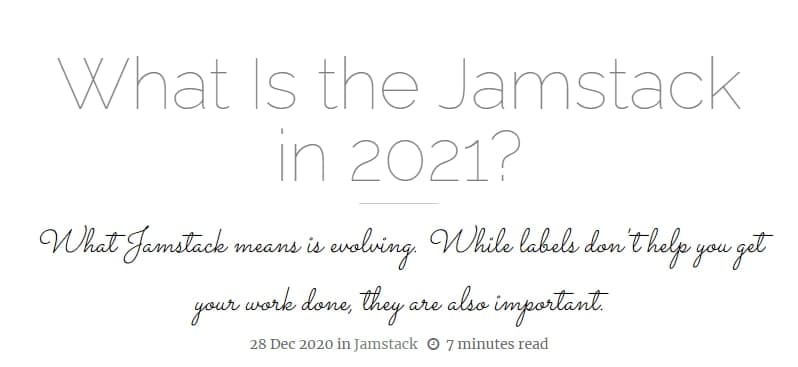 What Is the Jamstack
in 2021?
What Jamstack means is evolving. While labels don't help you get
your work done, they are also important.
28 Dec 2020 in Jamstack 7 minutes read